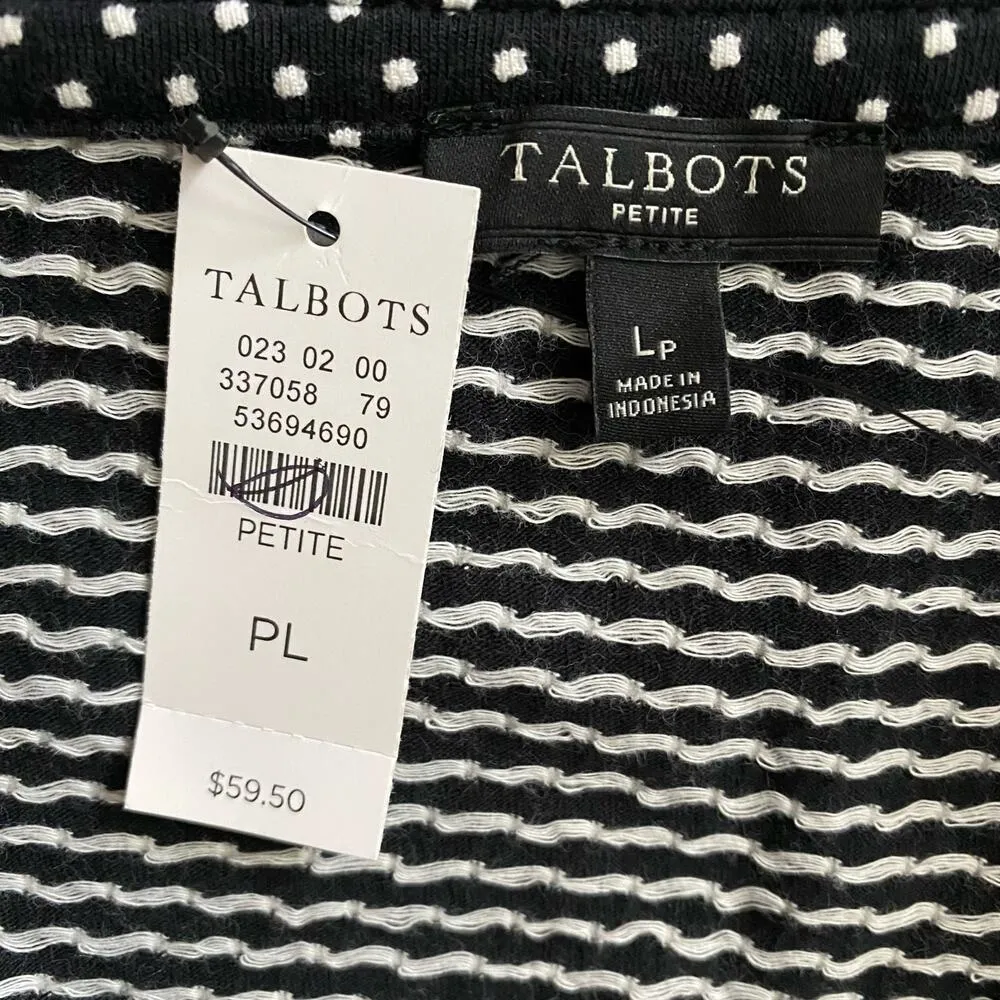 TALBOTS
PETITE
LP
MADE IN
INDONESIA
TALBOTS
023 02 00
337058 79
53694690
PETITE
PL
$59.50